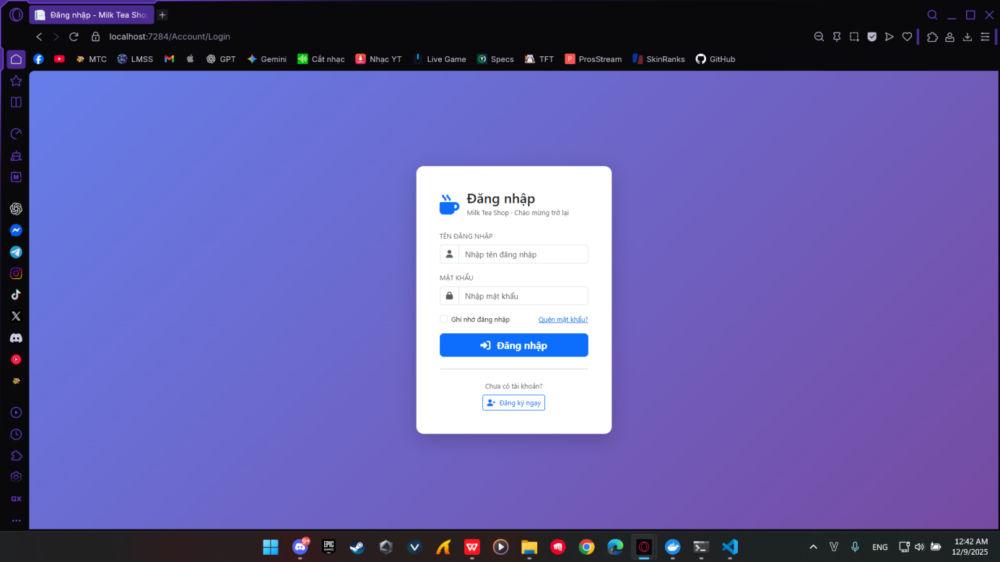 Đăng nhập - Milk Tea Shop
localhost:7284/Account/Login
MTC
LMSS
GPT
Gemini
Cắt nhạc
Nhạc YT
Live Game
Specs
TFT
ProsStream
SkinRanks
GitHub
M
GX
Đăng nhập
Milk Tea Shop · Chào mừng trở lại
TÊN ĐĂNG NHẬP
Nhập tên đăng nhập
MẬT KHẨU
Nhập mật khẩu
Ghi nhớ đăng nhập
Quên mật khẩu?
Đăng nhập
Chưa có tài khoản?
Đăng ký ngay
9+
EPIC GAMES
ENG
12:42 AM
12/9/2025